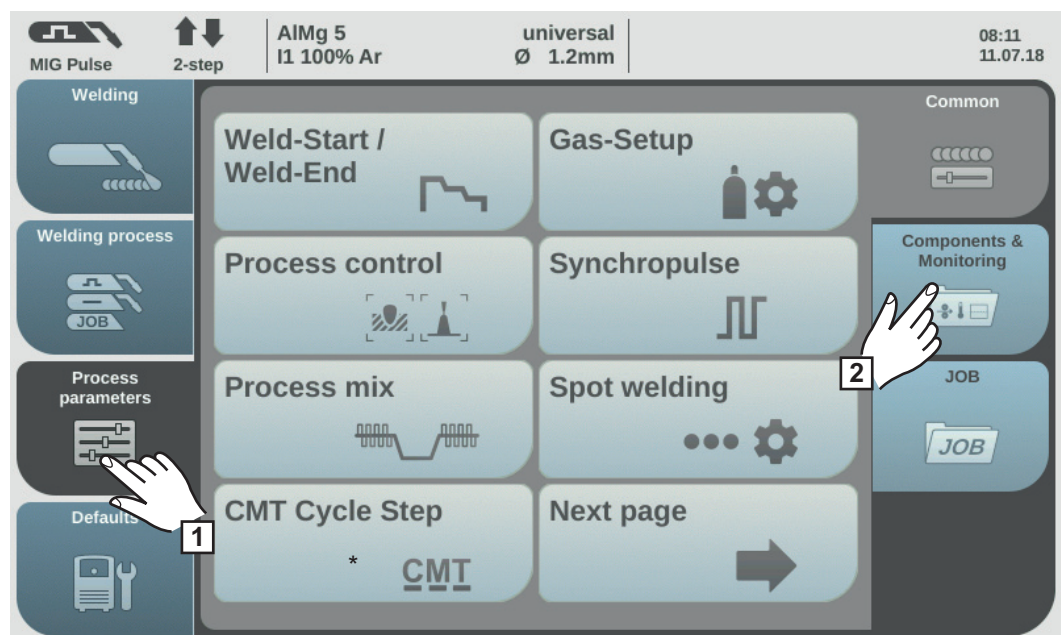 MIG Pulse
2-step
AlMg 5
I1 100% Ar
universal
Ø 1.2mm
08:11
11.07.18
Welding
Welding process
JOB
Process
parameters
1
Defaults
Weld-Start /
Weld-End
Gas-Setup
Process control
Synchropulse
Process mix
Spot welding
CMT Cycle Step
* CMT
Next page
Common
Components &
Monitoring
2
JOB
JOB